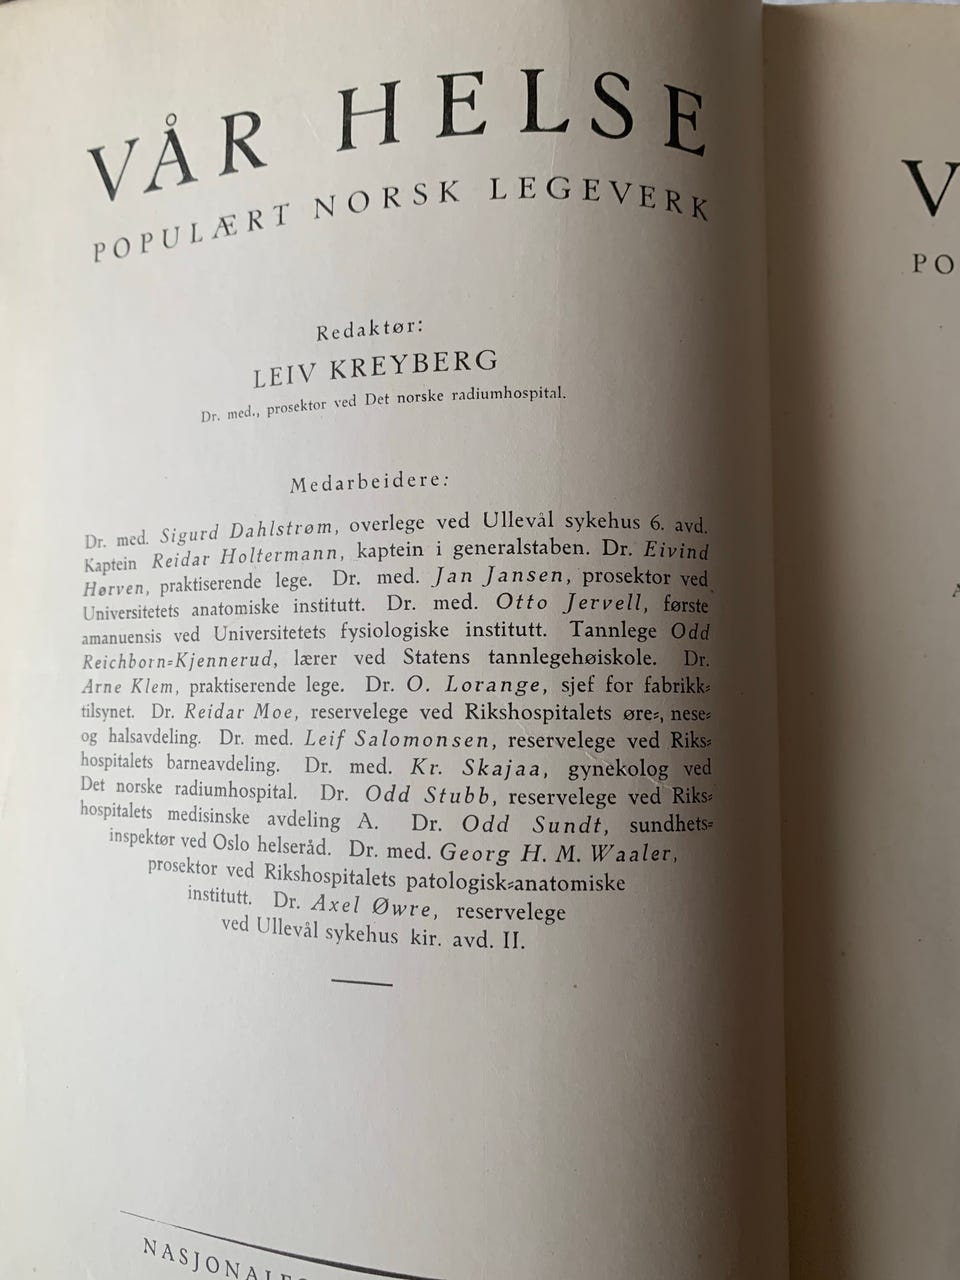 VÅR HELSE
POPULÆRT NORSK LEGEVERK
Redaktør:
LEIV KREYBERG
Dr. med., prosektor ved Det norske radiumhospital.
Medarbeidere:
Dr. med. Sigurd Dahlstrøm, overlege ved Ullevål sykehus 6. avd.
Kaptein Reidar Holtermann, kaptein i generalstaben. Dr. Eivind
Hørven, praktiserende lege. Dr. med. Jan Jansen, prosektor ved
Universitetets anatomiske institutt. Dr. med. Otto Jervell, første
amanuensis ved Universitetets fysiologiske institutt. Tannlege Odd
Reichborn-Kjennerud, lærer ved Statens tannlegehøiskole. Dr.
Arne Klem, praktiserende lege. Dr. O. Lorange, sjef for fabrikk-
tilsynet. Dr. Reidar Moe, reservelege ved Rikshospitalets øre-, nese-
og halsavdeling. Dr. med. Leif Salomonsen, reservelege ved Riks-
hospitalets barneavdeling. Dr. med. Kr. Skajaa, gynekolog ved
Det norske radiumhospital. Dr. Odd Stubb, reservelege ved Riks-
hospitalets medisinske avdeling A. Dr. Odd Sundt, sundhets-
inspektør ved Oslo helseråd. Dr. med. Georg H. M. Waaler,
prosektor ved Rikshospitalets patologisk-anatomiske
institutt. Dr. Axel Øwre, reservelege
ved Ullevål sykehus kir. avd. II.
V
PO